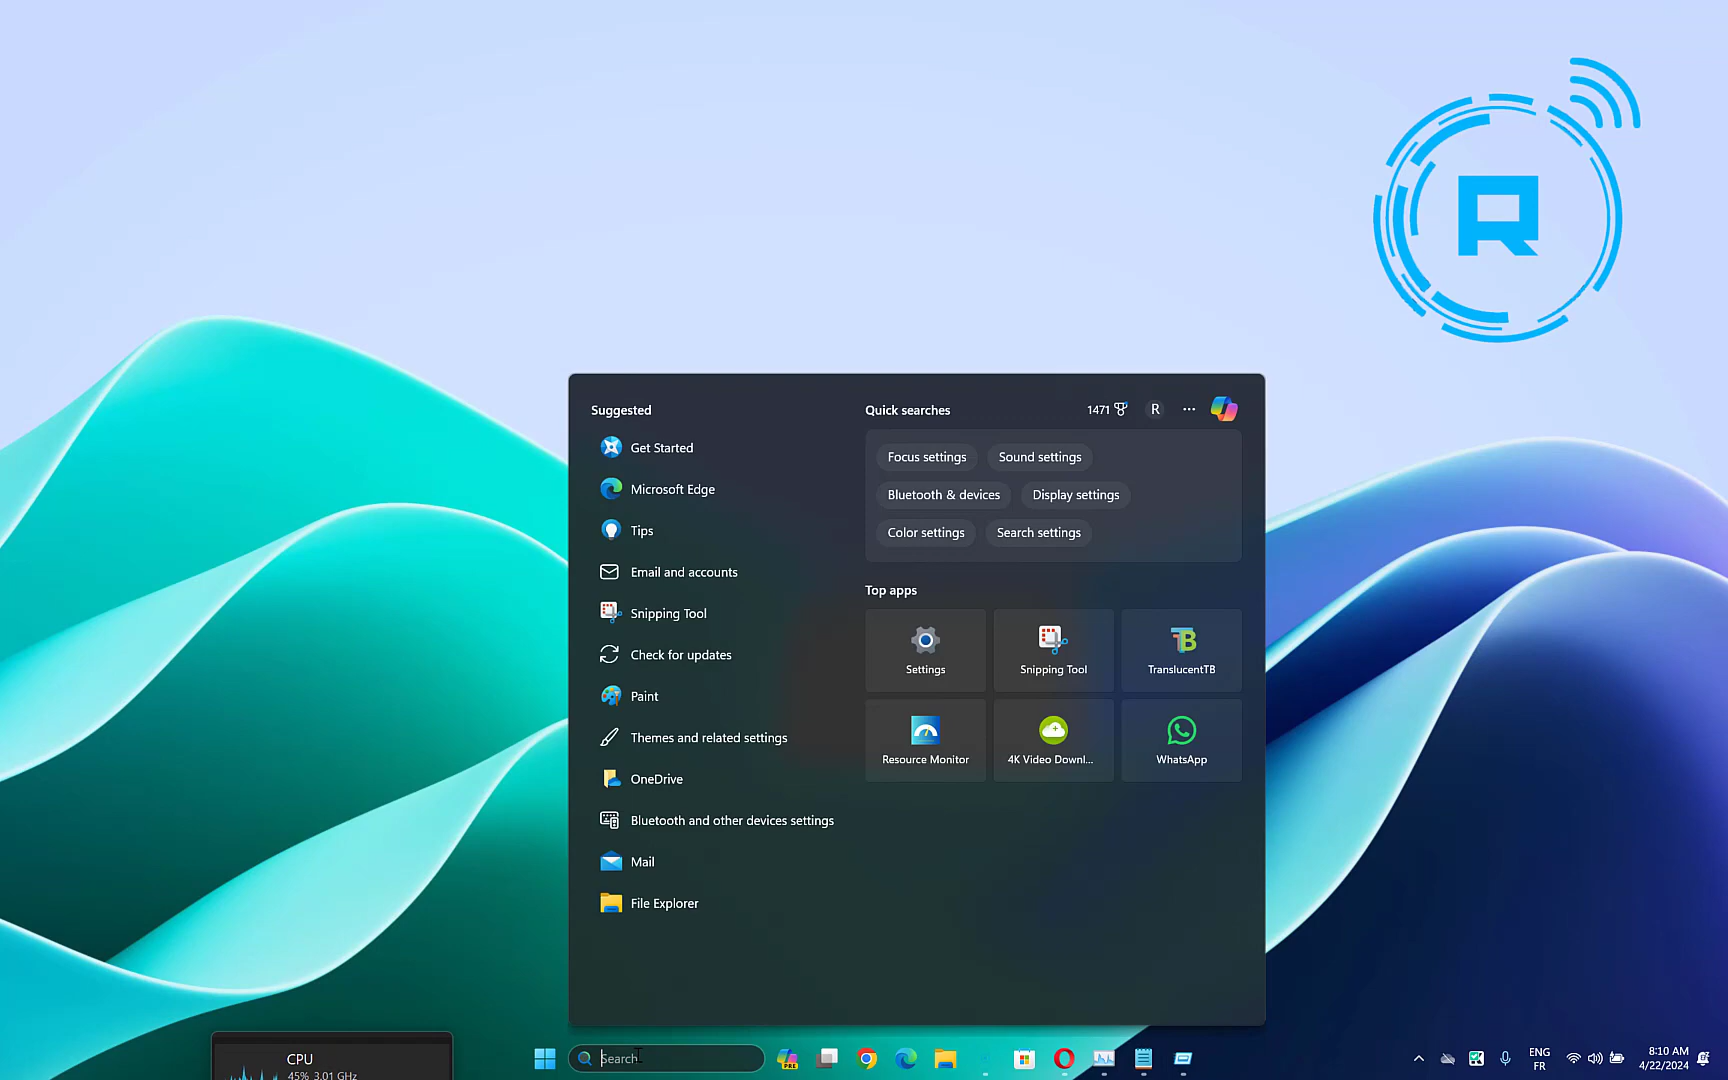 R
Suggested
Get Started
Microsoft Edge
Tips
Email and accounts
Snipping Tool
Check for updates
Paint
Themes and related settings
OneDrive
Bluetooth and other devices settings
Mail
File Explorer
Quick searches
1471
R
Focus settings
Sound settings
Bluetooth & devices
Display settings
Color settings
Search settings
Top apps
Settings
Snipping Tool
TranslucentTB
Resource Monitor
4K Video Downl...
WhatsApp
CPU
45% 3.01 GHz
Search
PRE
ENG
FR
8:10 AM
4/22/2024